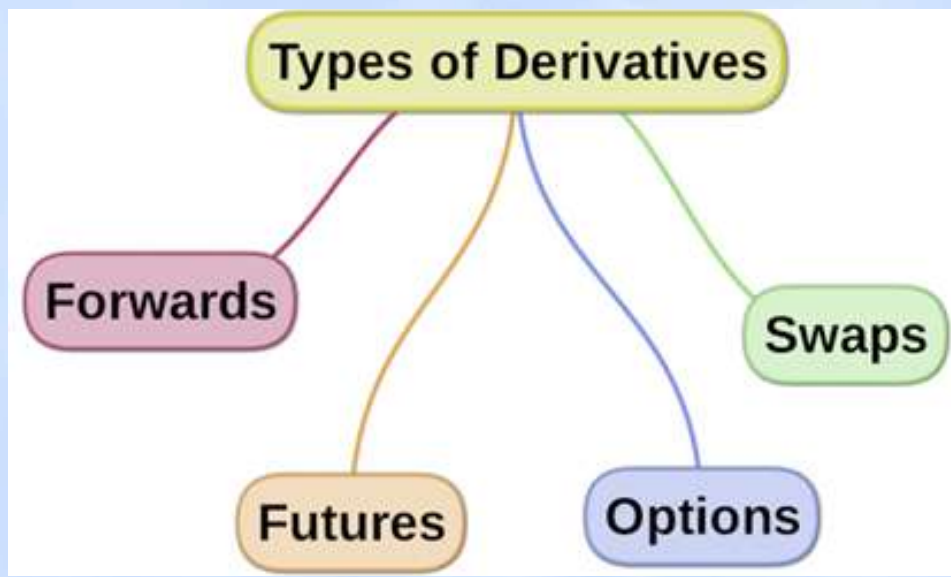 Types of Derivatives
Forwards
Swaps
Futures
Options